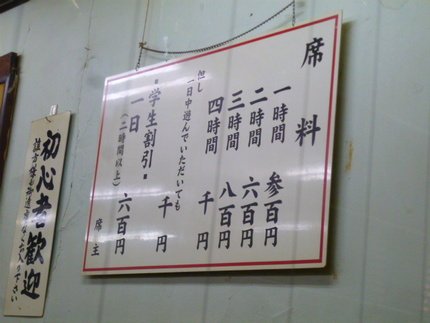 席料
一時間 参百円
二時間 六百円
三時間 八百円
四時間 千円
但し
一日中遊んでいただいても 千円
・学生割引・
一日 六百円
(二時間以上)
席主
初心者歓迎